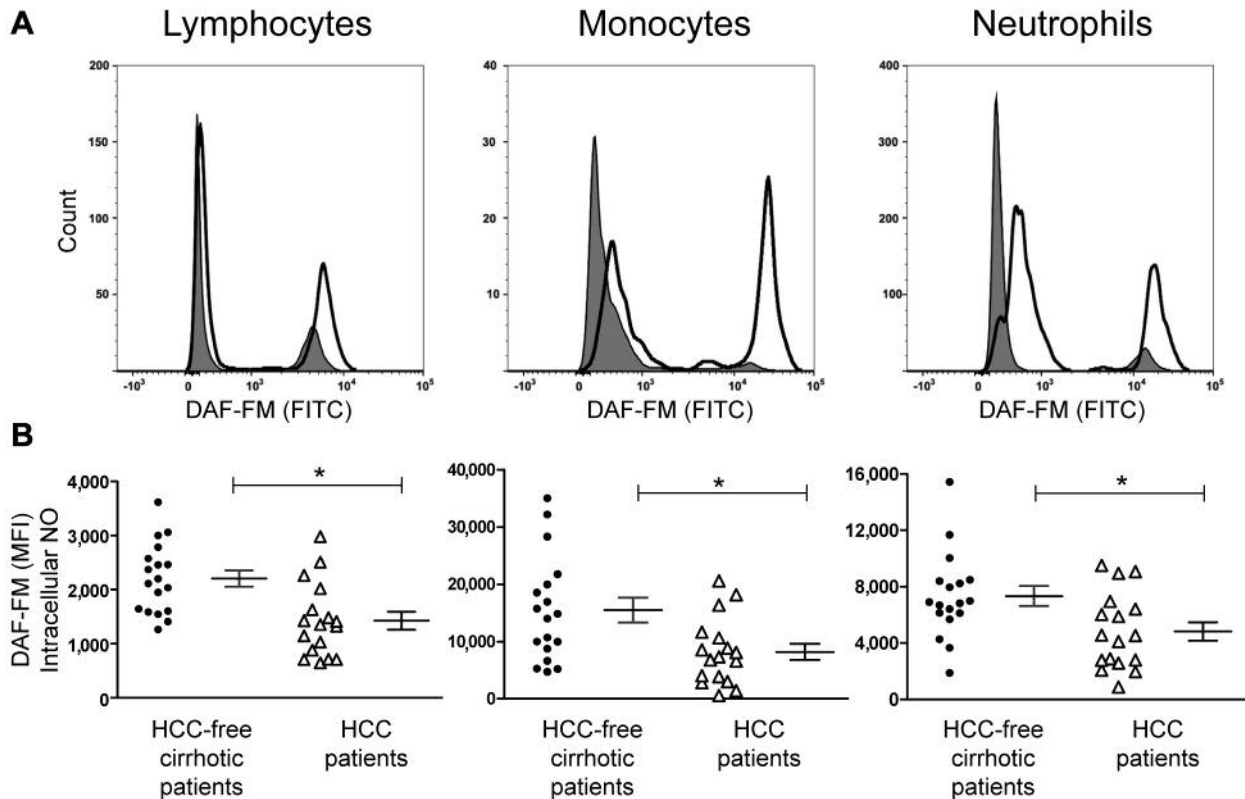 A
Lymphocytes
Monocytes
Neutrophils
200
150
100
50
Count
-10³ 0 10³ 10⁴ 10⁵
DAF-FM (FITC)
40
30
20
10
-10³ 0 10³ 10⁴ 10⁵
DAF-FM (FITC)
400
300
200
100
-10³ 0 10³ 10⁴ 10⁵
DAF-FM (FITC)
B
DAF-FM (MFI)
Intracellular NO
4,000
3,000
2,000
1,000
0
*
HCC-free
cirrhotic
patients
HCC
patients
40,000
30,000
20,000
10,000
0
*
HCC-free
cirrhotic
patients
HCC
patients
16,000
12,000
8,000
4,000
0
*
HCC-free
cirrhotic
patients
HCC
patients